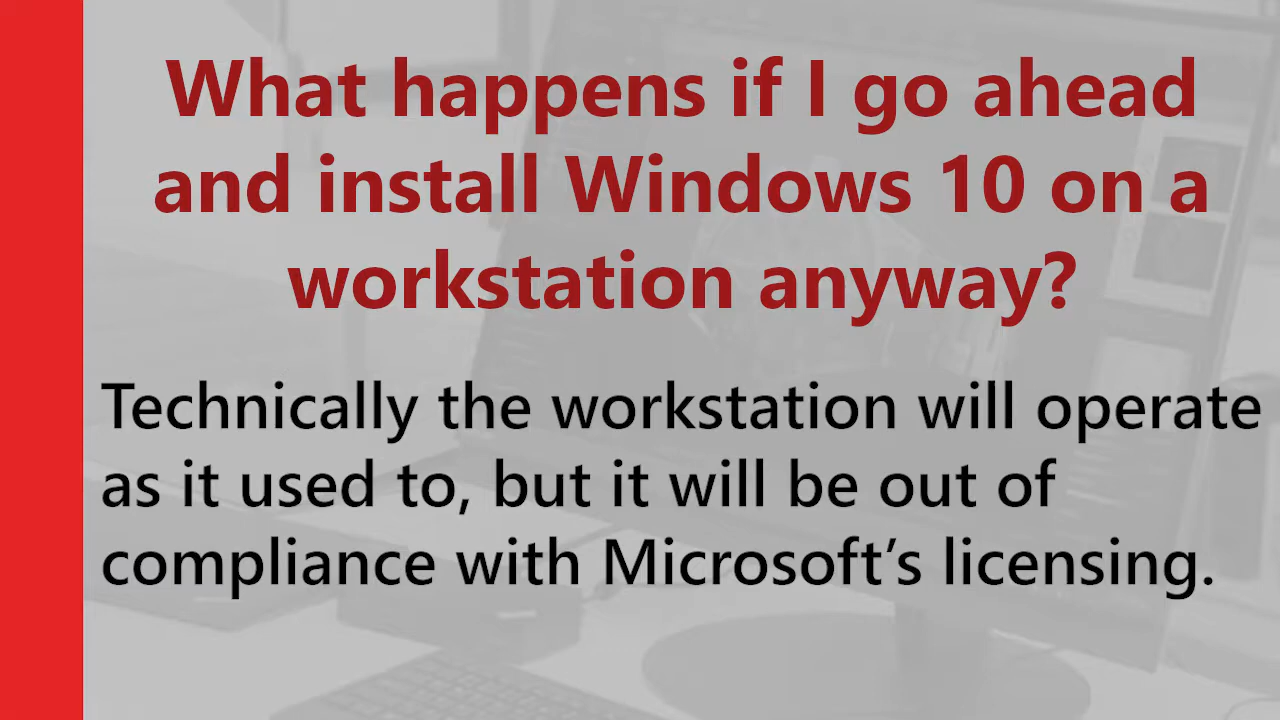 What happens if I go ahead
and install Windows 10 on a
workstation anyway?
Technically the workstation will operate
as it used to, but it will be out of
compliance with Microsoft’s licensing.